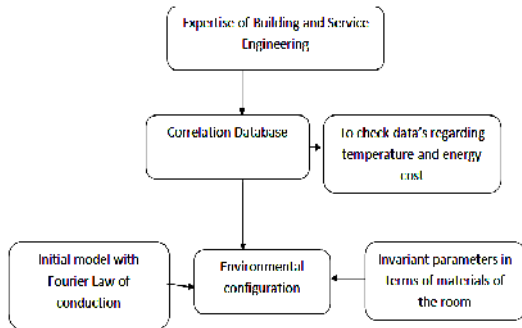 Expertise of Building and Service
Engineering
Correlation Database
To check data's regarding
temperature and energy
cost
Initial model with
Fourier Law of
conduction
Environmental
configuration
Invariant parameters in
terms of materials of
the room